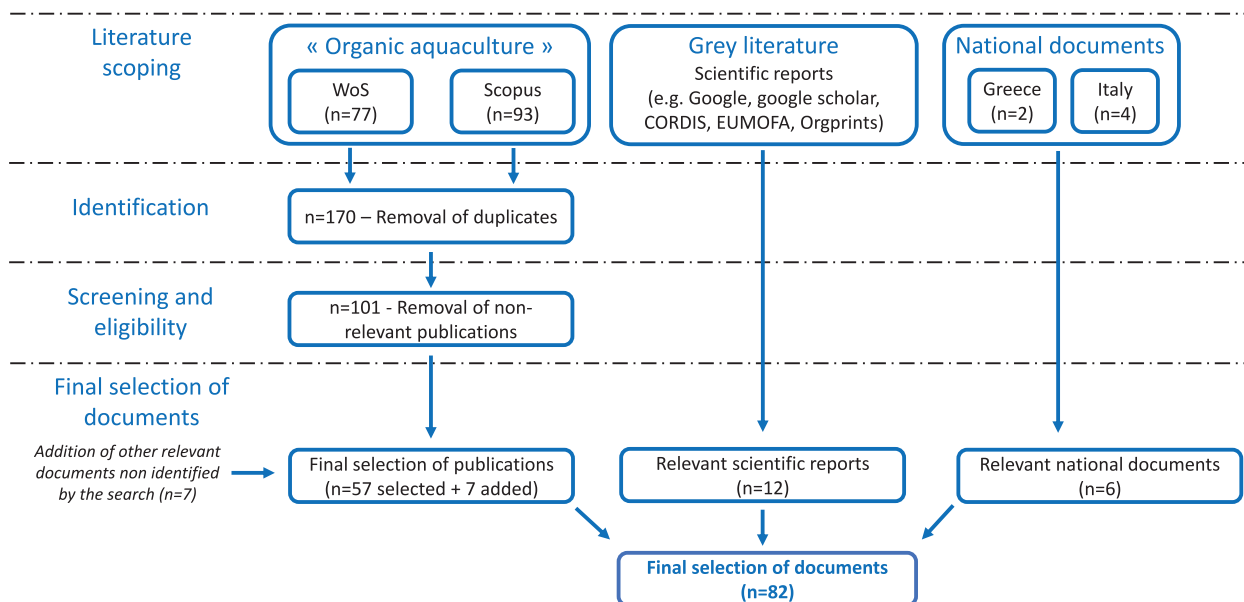 Literature
scoping
« Organic aquaculture »
WoS
(n=77)
Scopus
(n=93)
Grey literature
Scientific reports
(e.g. Google, google scholar,
CORDIS, EUMOFA, Orgprints)
National documents
Greece
(n=2)
Italy
(n=4)
Identification
n=170 – Removal of duplicates
Screening and
eligibility
n=101 - Removal of non-
relevant publications
Final selection of
documents
Addition of other relevant
documents non identified
by the search (n=7)
Final selection of publications
(n=57 selected + 7 added)
Relevant scientific reports
(n=12)
Relevant national documents
(n=6)
Final selection of documents
(n=82)